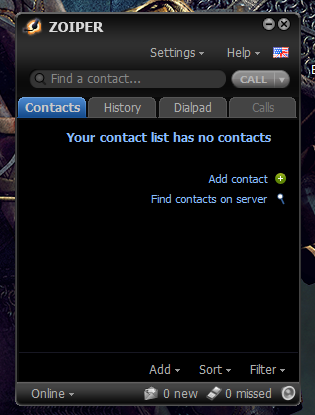 ZOIPER
Settings Help
Find a contact... CALL
Contacts History Dialpad Calls
Your contact list has no contacts
Add contact
Find contacts on server
Add Sort Filter
Online 0 new 0 missed